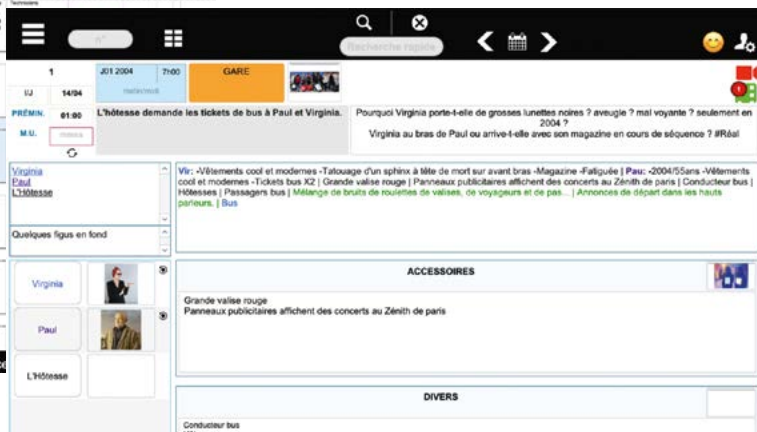 Techniciens
n°
Recherche rapide
1
J01 2004
7h00
GARE
I/J
14/04
matin/midi
PRÉMIN.
01:00
L'hôtesse demande les tickets de bus à Paul et Virginia.
Pourquoi Virginia porte-t-elle de grosses lunettes noires ? aveugle ? mal voyante ? seulement en
2004 ?
Virginia au bras de Paul ou arrive-t-elle avec son magazine en cours de séquence ? #Réal
M.U.
mm:ss
1
Virginia
Paul
L'Hôtesse
Vir: -Vêtements cool et modernes -Tatouage d'un sphinx à tête de mort sur avant bras -Magazine -Fatiguée | Pau: -2004/55ans -Vêtements
cool et modernes -Tickets bus X2 | Grande valise rouge | Panneaux publicitaires affichent des concerts au Zénith de paris | Conducteur bus |
Hôtesses | Passagers bus | Mélange de bruits de roulettes de valises, de voyageurs et de pas... | Annonces de départ dans les hauts
parleurs. | Bus
Quelques figus en fond
Virginia
Paul
L'Hôtesse
ACCESSOIRES
Grande valise rouge
Panneaux publicitaires affichent des concerts au Zénith de paris
DIVERS
Conducteur bus